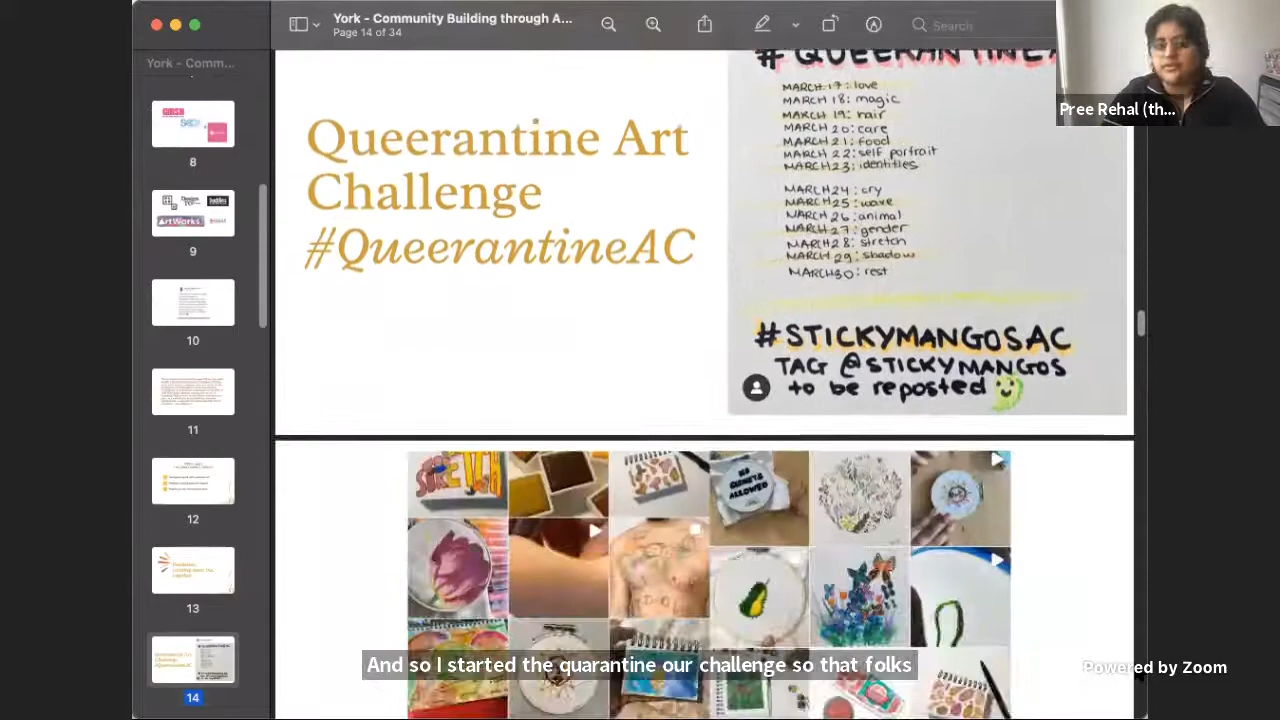 York - Community Building through A...
Page 14 of 34
Search
York - Comm...
8
9
10
11
12
13
14
Queerantine Art
Challenge
#QueerantineAC
MARCH 17: love
MARCH 18: magic
MARCH 19: hair
MARCH 20: care
MARCH 21: food
MARCH 22: self portrait
MARCH 23: identities
MARCH 24: cry
MARCH 25: wave
MARCH 26: animal
MARCH 27: gender
MARCH 28: stretch
MARCH 29: shadow
MARCH 30: rest
#STICKYMANGOSAC
TAG @STICKYMANGOS
to be reposted
Pree Rehal (th...
STRETCH
ALLOWED
And so I started the quarantine our challenge so that folks
Powered by Zoom